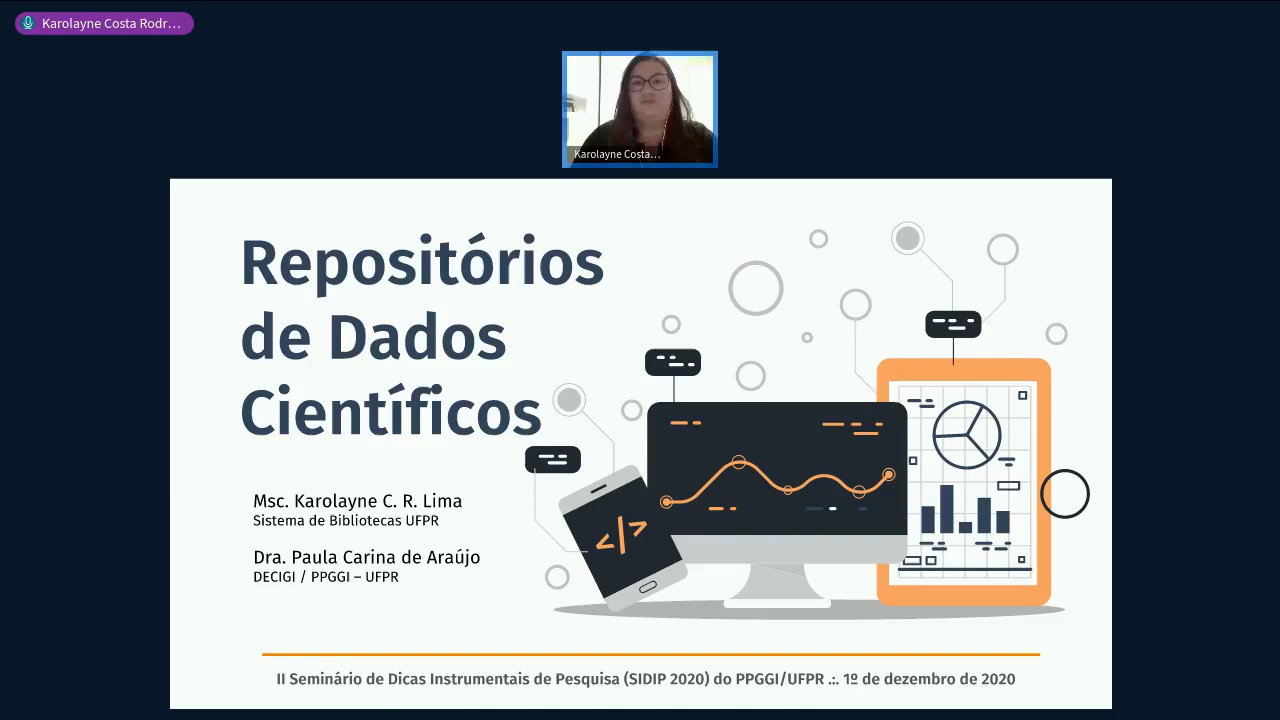 Karolayne Costa Rodr...
Karolayne Costa...
Repositórios
de Dados
Científicos
Msc. Karolayne C. R. Lima
Sistema de Bibliotecas UFPR
Dra. Paula Carina de Araújo
DECIGI / PPGGI – UFPR
</>
II Seminário de Dicas Instrumentais de Pesquisa (SIDIP 2020) do PPGGI/UFPR .:. 1º de dezembro de 2020